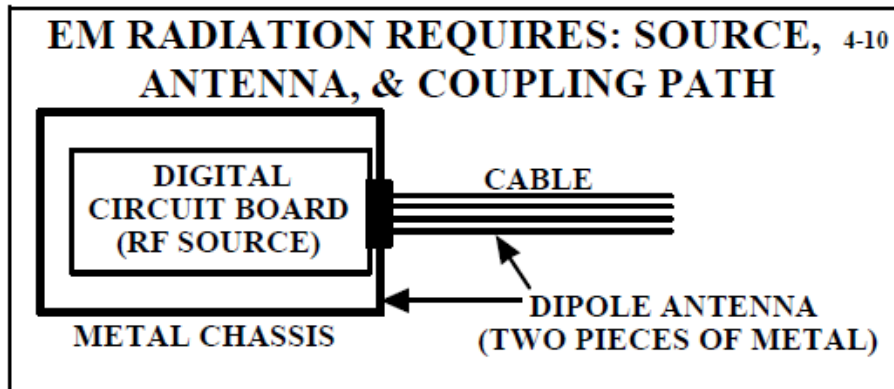 EM RADIATION REQUIRES: SOURCE, 4-10
ANTENNA, & COUPLING PATH
DIGITAL
CIRCUIT BOARD
(RF SOURCE)
CABLE
DIPOLE ANTENNA
(TWO PIECES OF METAL)
METAL CHASSIS